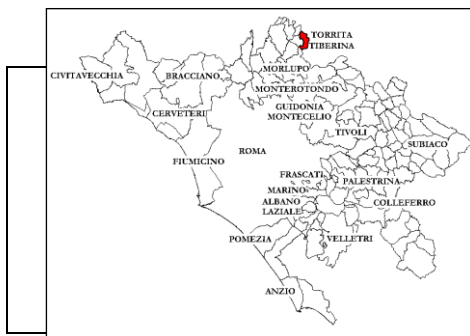 TORRITA
TIBERINA
MORLUPO
CIVITAVECCHIA
BRACCIANO
MONTEROTONDO
CERVETERI
GUIDONIA
MONTECELIO
TIVOLI
SUBIACO
ROMA
FIUMICINO
FRASCATI
PALESTRINA
MARINO
ALBANO
LAZIALE
COLLEFERRO
POMEZIA
VELLETRI
ANZIO